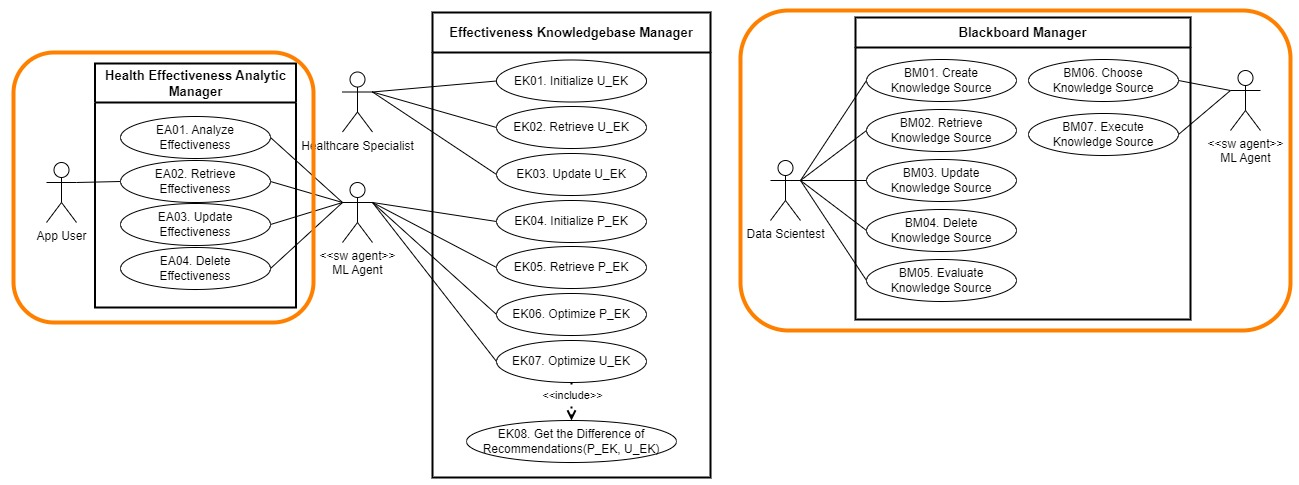 Health Effectiveness Analytic
Manager
EA01. Analyze
Effectiveness
EA02. Retrieve
Effectiveness
EA03. Update
Effectiveness
EA04. Delete
Effectiveness
App User
Healthcare Specialist
<<sw agent>>
ML Agent
Effectiveness Knowledgebase Manager
EK01. Initialize U_EK
EK02. Retrieve U_EK
EK03. Update U_EK
EK04. Initialize P_EK
EK05. Retrieve P_EK
EK06. Optimize P_EK
EK07. Optimize U_EK
<<include>>
EK08. Get the Difference of
Recommendations(P_EK, U_EK)
Blackboard Manager
BM01. Create
Knowledge Source
BM02. Retrieve
Knowledge Source
BM03. Update
Knowledge Source
BM04. Delete
Knowledge Source
BM05. Evaluate
Knowledge Source
BM06. Choose
Knowledge Source
BM07. Execute
Knowledge Source
Data Scientest
<<sw agent>>
ML Agent